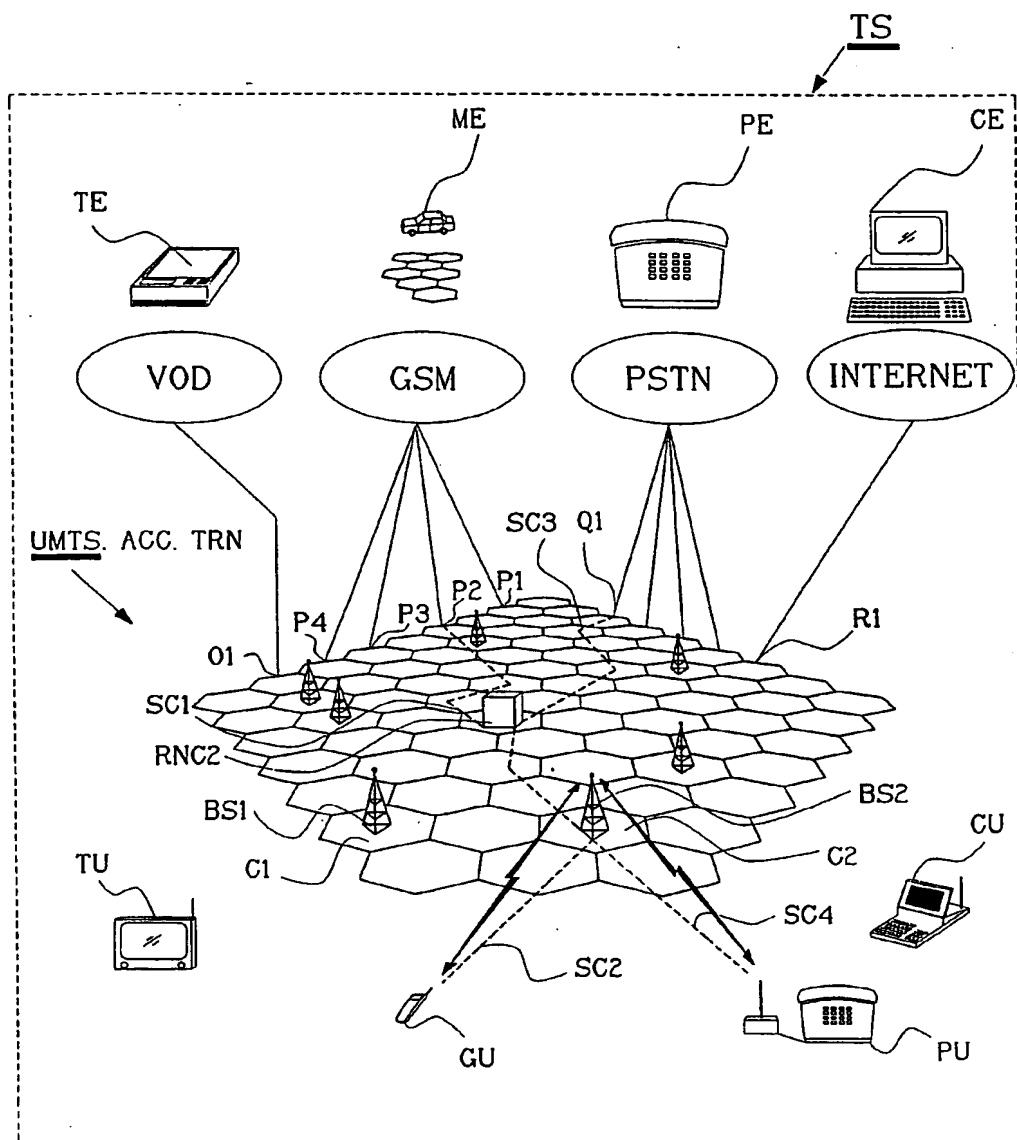 TS
ME
PE
CE
TE
VOD
GSM
PSTN
INTERNET
SC3
Q1
UMTS. ACC. TRN
P1
P2
P3
P4
R1
O1
SC1
RNC2
BS1
BS2
C1
C2
CU
TU
SC4
SC2
GU
PU